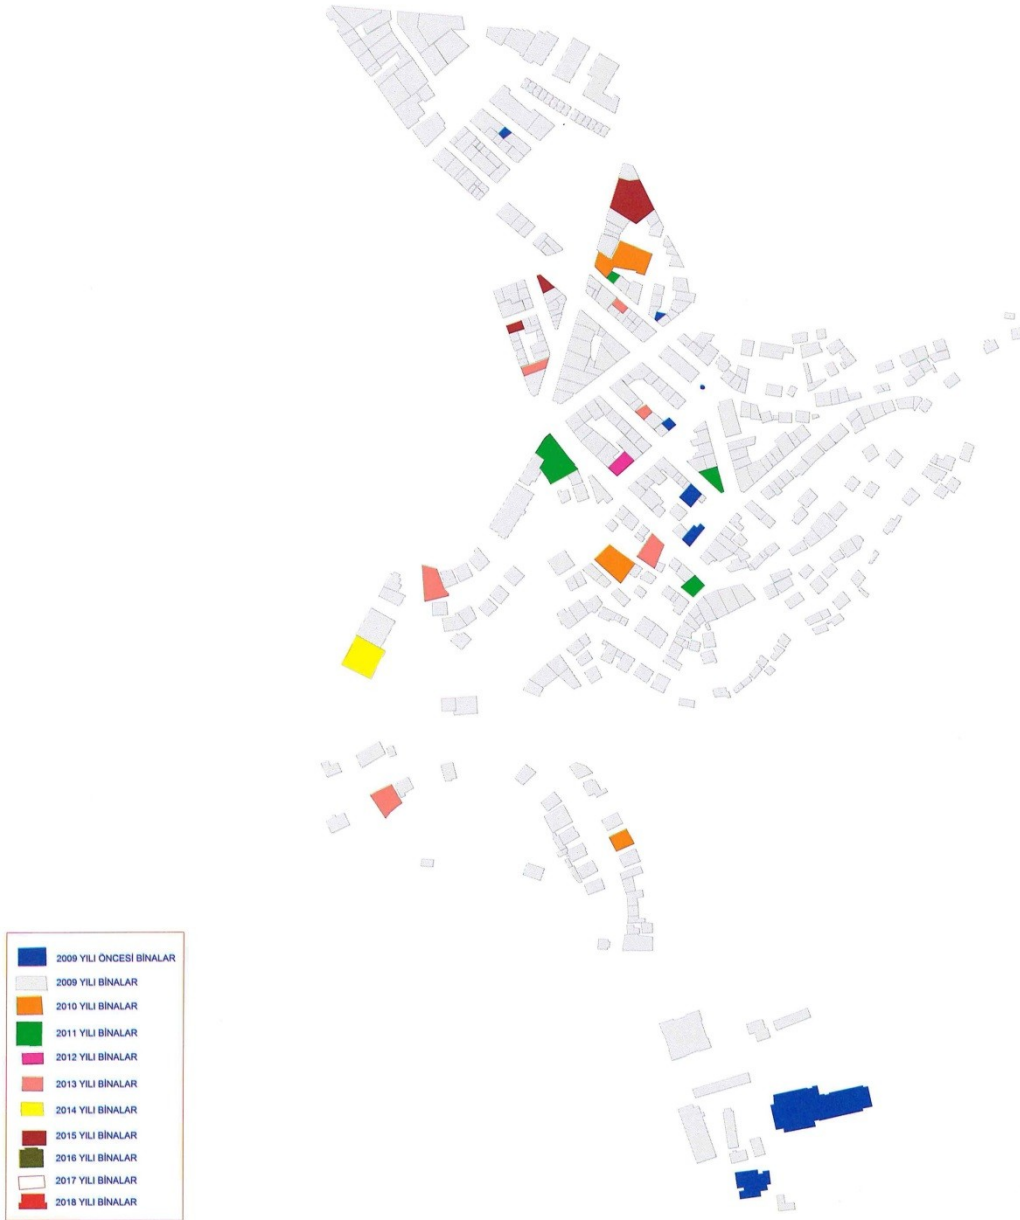 2009 YILI ÖNCESİ BİNALAR
2009 YILI BİNALAR
2010 YILI BİNALAR
2011 YILI BİNALAR
2012 YILI BİNALAR
2013 YILI BİNALAR
2014 YILI BİNALAR
2015 YILI BİNALAR
2016 YILI BİNALAR
2017 YILI BİNALAR
2018 YILI BİNALAR